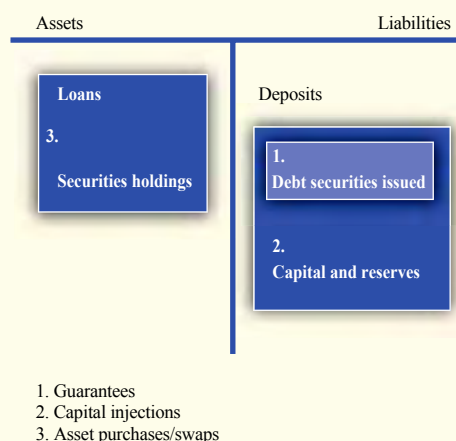 Assets
Liabilities
Loans
3.
Securities holdings
Deposits
1.
Debt securities issued
2.
Capital and reserves
1. Guarantees
2. Capital injections
3. Asset purchases/swaps